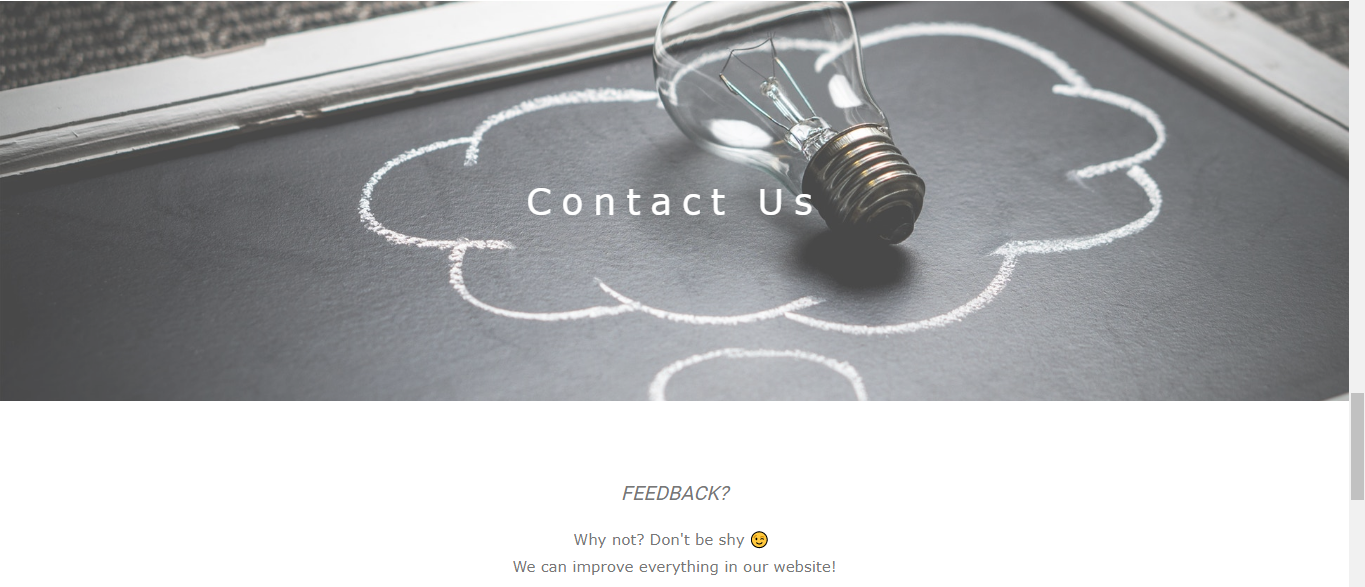 Contact Us
FEEDBACK?
Why not? Don't be shy 😉
We can improve everything in our website!